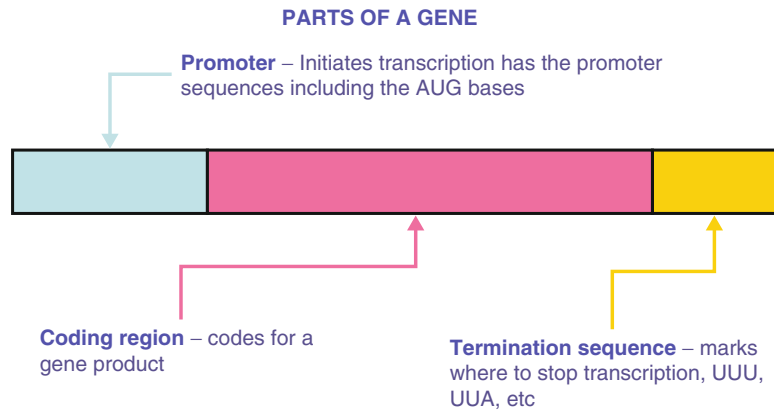 PARTS OF A GENE
Promoter – Initiates transcription has the promoter
sequences including the AUG bases
Coding region – codes for a
gene product
Termination sequence – marks
where to stop transcription, UUU,
UUA, etc